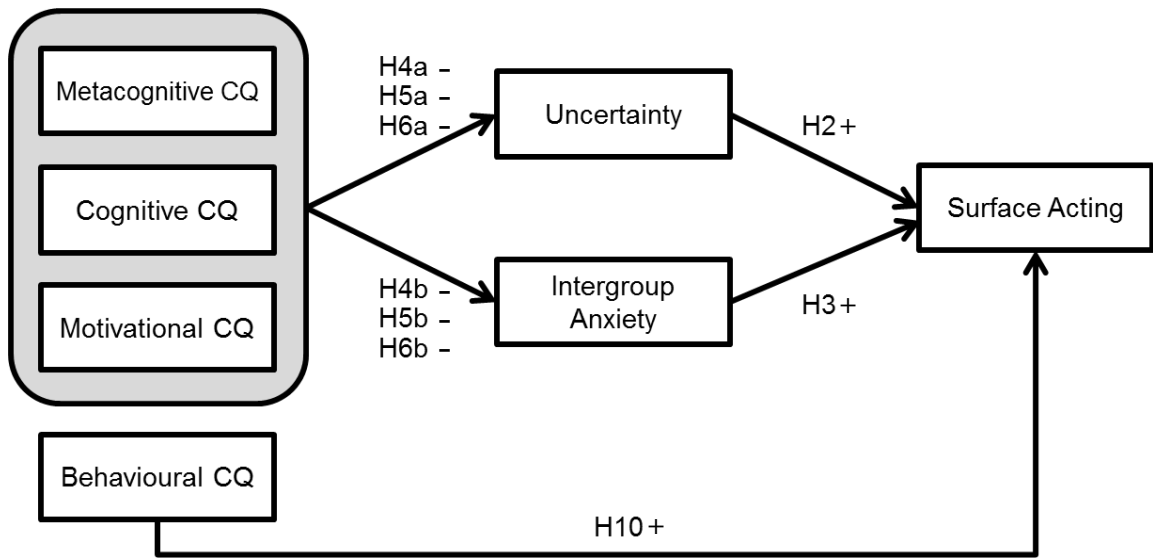 Metacognitive CQ
Cognitive CQ
Motivational CQ
Behavioural CQ
H4a -
H5a -
H6a -
H4b -
H5b -
H6b -
Uncertainty
Intergroup
Anxiety
H2+
H3+
Surface Acting
H10+